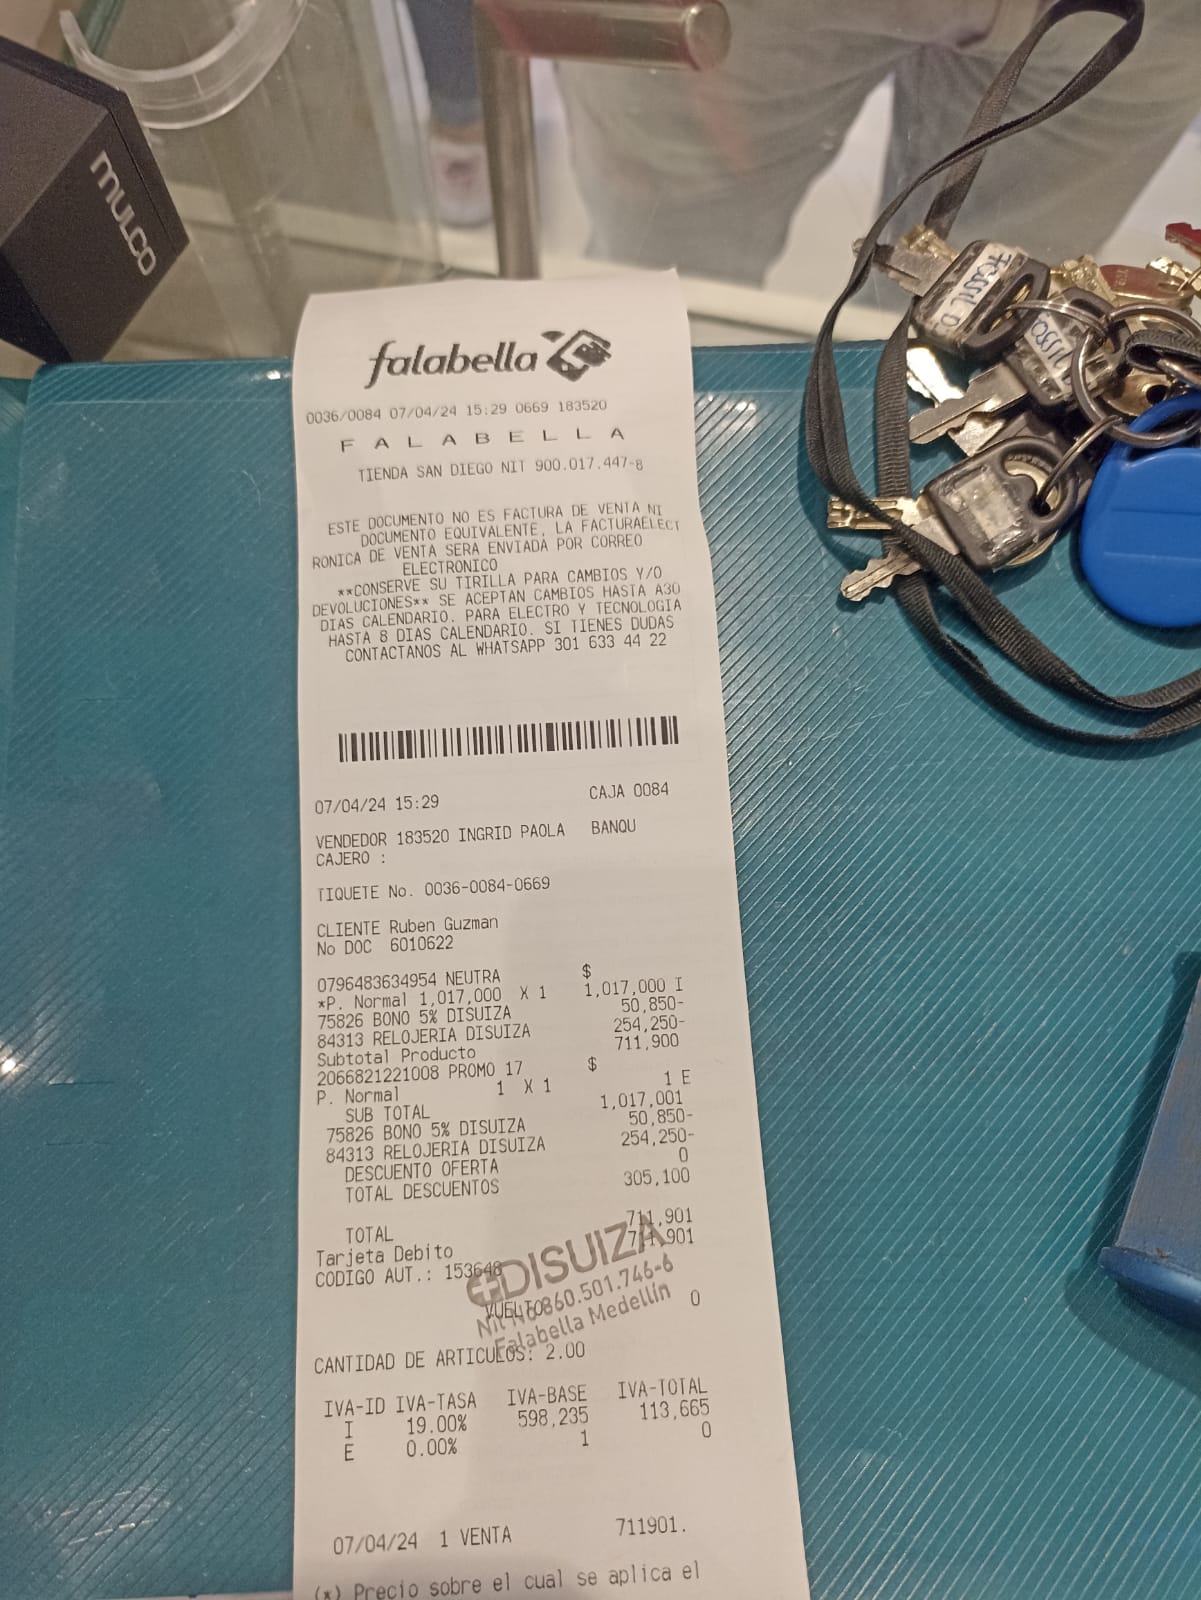 MULCO
falabella
0036/0084 07/04/24 15:29 0669 183520
F A L A B E L L A
TIENDA SAN DIEGO NIT 900.017.447-8
ESTE DOCUMENTO NO ES FACTURA DE VENTA NI
DOCUMENTO EQUIVALENTE, LA FACTURAELECT
RONICA DE VENTA SERA ENVIADA POR CORREO
ELECTRONICO
**CONSERVE SU TIRILLA PARA CAMBIOS Y/O
DEVOLUCIONES** SE ACEPTAN CAMBIOS HASTA A30
DIAS CALENDARIO. PARA ELECTRO Y TECNOLOGIA
HASTA 8 DIAS CALENDARIO. SI TIENES DUDAS
CONTACTANOS AL WHATSAPP 301 633 44 22
07/04/24 15:29 CAJA 0084
VENDEDOR 183520 INGRID PAOLA BANQU
CAJERO :
TIQUETE No. 0036-0084-0669
CLIENTE Ruben Guzman
No DOC 6010622
0796483634954 NEUTRA $
*P. Normal 1,017,000 X 1 1,017,000 I
75826 BONO 5% DISUIZA 50,850-
84313 RELOJERIA DISUIZA 254,250-
Subtotal Producto 711,900
2066821221008 PROMO 17 $
P. Normal 1 X 1 1 E
SUB TOTAL 1,017,001
75826 BONO 5% DISUIZA 50,850-
84313 RELOJERIA DISUIZA 254,250-
DESCUENTO OFERTA 0
TOTAL DESCUENTOS 305,100
TOTAL 711,901
Tarjeta Debito 711,901
CODIGO AUT.: 153648
DISUIZA
VUELTO 0
Nit No 860.501.746-6
Falabella Medellín
CANTIDAD DE ARTICULOS: 2.00
IVA-ID IVA-TASA IVA-BASE IVA-TOTAL
I 19.00% 598,235 113,665
E 0.00% 1 0
07/04/24 1 VENTA 711901.
(*) Precio sobre el cual se aplica el